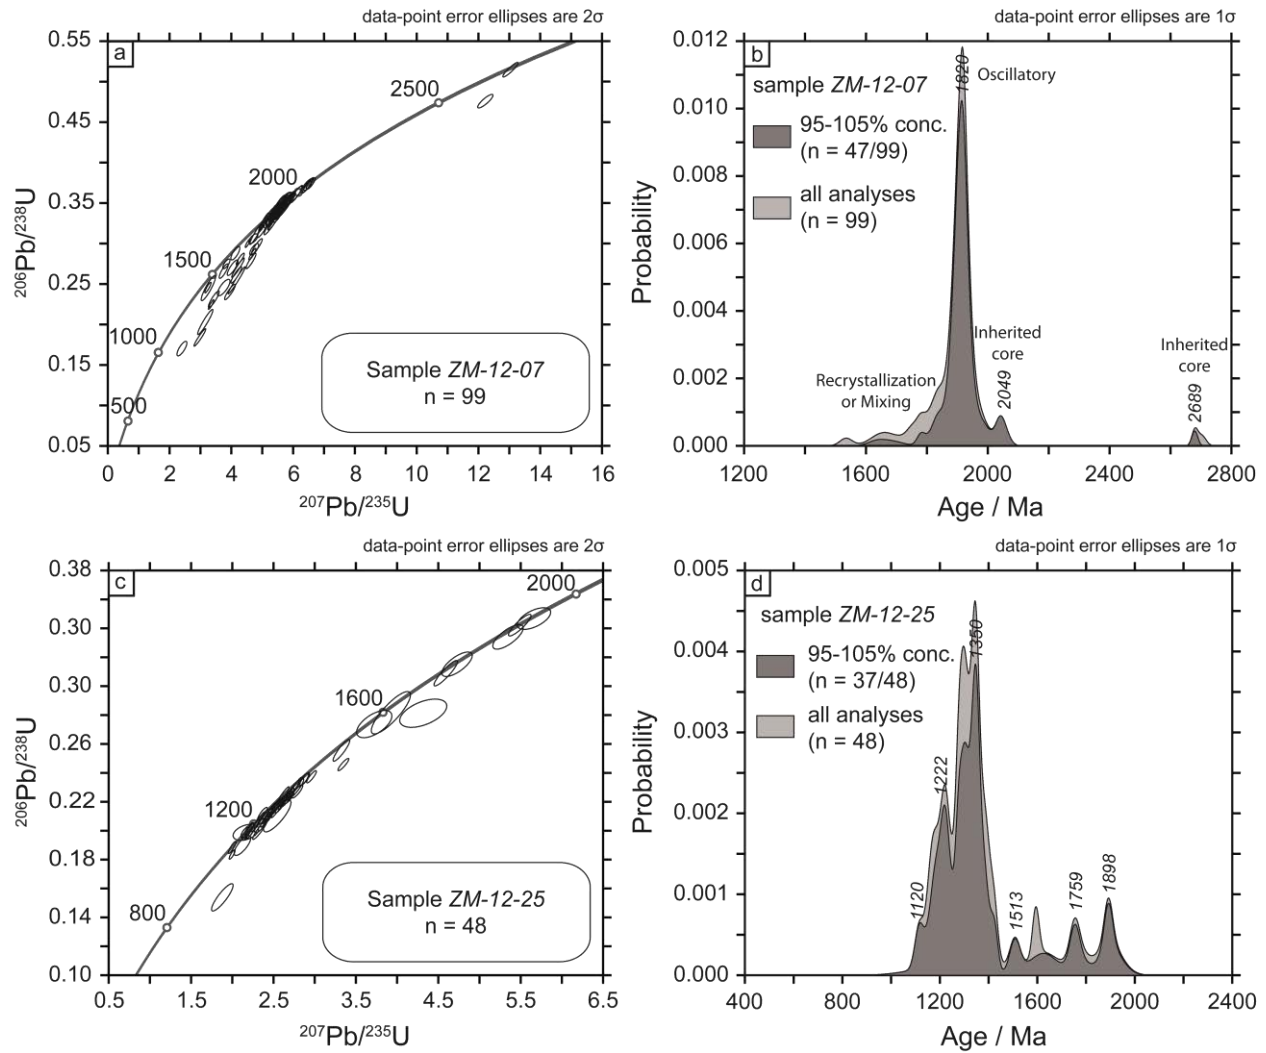 data-point error ellipses are 2σ
a
0.55
0.45
0.35
0.25
0.15
0.05
²⁰⁶Pb/²³⁸U
2500
2000
1500
1000
500
Sample ZM-12-07
n = 99
0 2 4 6 8 10 12 14 16
²⁰⁷Pb/²³⁵U
data-point error ellipses are 1σ
b
0.012
0.010
0.008
0.006
0.004
0.002
0.000
Probability
sample ZM-12-07
95-105% conc.
(n = 47/99)
all analyses
(n = 99)
1820
Oscillatory
Inherited
core
2049
Recrystallization
or Mixing
Inherited
core
2689
1200 1600 2000 2400 2800
Age / Ma
data-point error ellipses are 2σ
c
0.38
0.30
0.30
0.26
0.22
0.18
0.14
0.10
²⁰⁶Pb/²³⁸U
2000
1600
1200
800
Sample ZM-12-25
n = 48
0.5 1.5 2.5 3.5 4.5 5.5 6.5
²⁰⁷Pb/²³⁵U
data-point error ellipses are 1σ
d
0.005
0.004
0.003
0.002
0.001
0.000
Probability
sample ZM-12-25
95-105% conc.
(n = 37/48)
all analyses
(n = 48)
1120
1222
1350
1513
1759
1898
400 800 1200 1600 2000 2400
Age / Ma